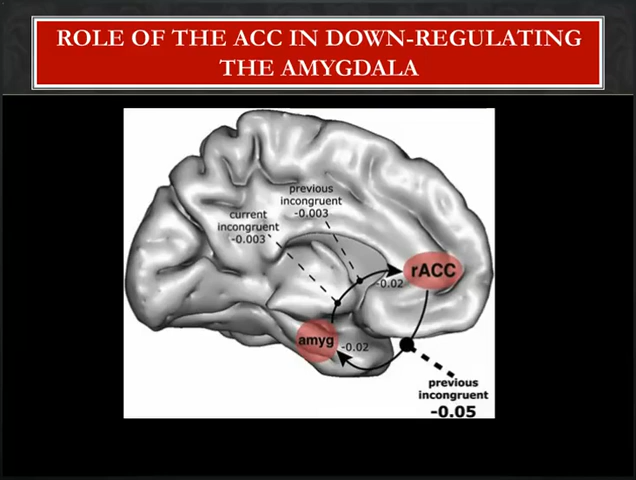 ROLE OF THE ACC IN DOWN-REGULATING
THE AMYGDALA
previous
incongruent
-0.003
current
incongruent
-0.003
rACC
-0.02
amyg
-0.02
previous
incongruent
-0.05